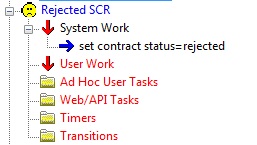 Rejected SCR
System Work
set contract status=rejected
User Work
Ad Hoc User Tasks
Web/API Tasks
Timers
Transitions